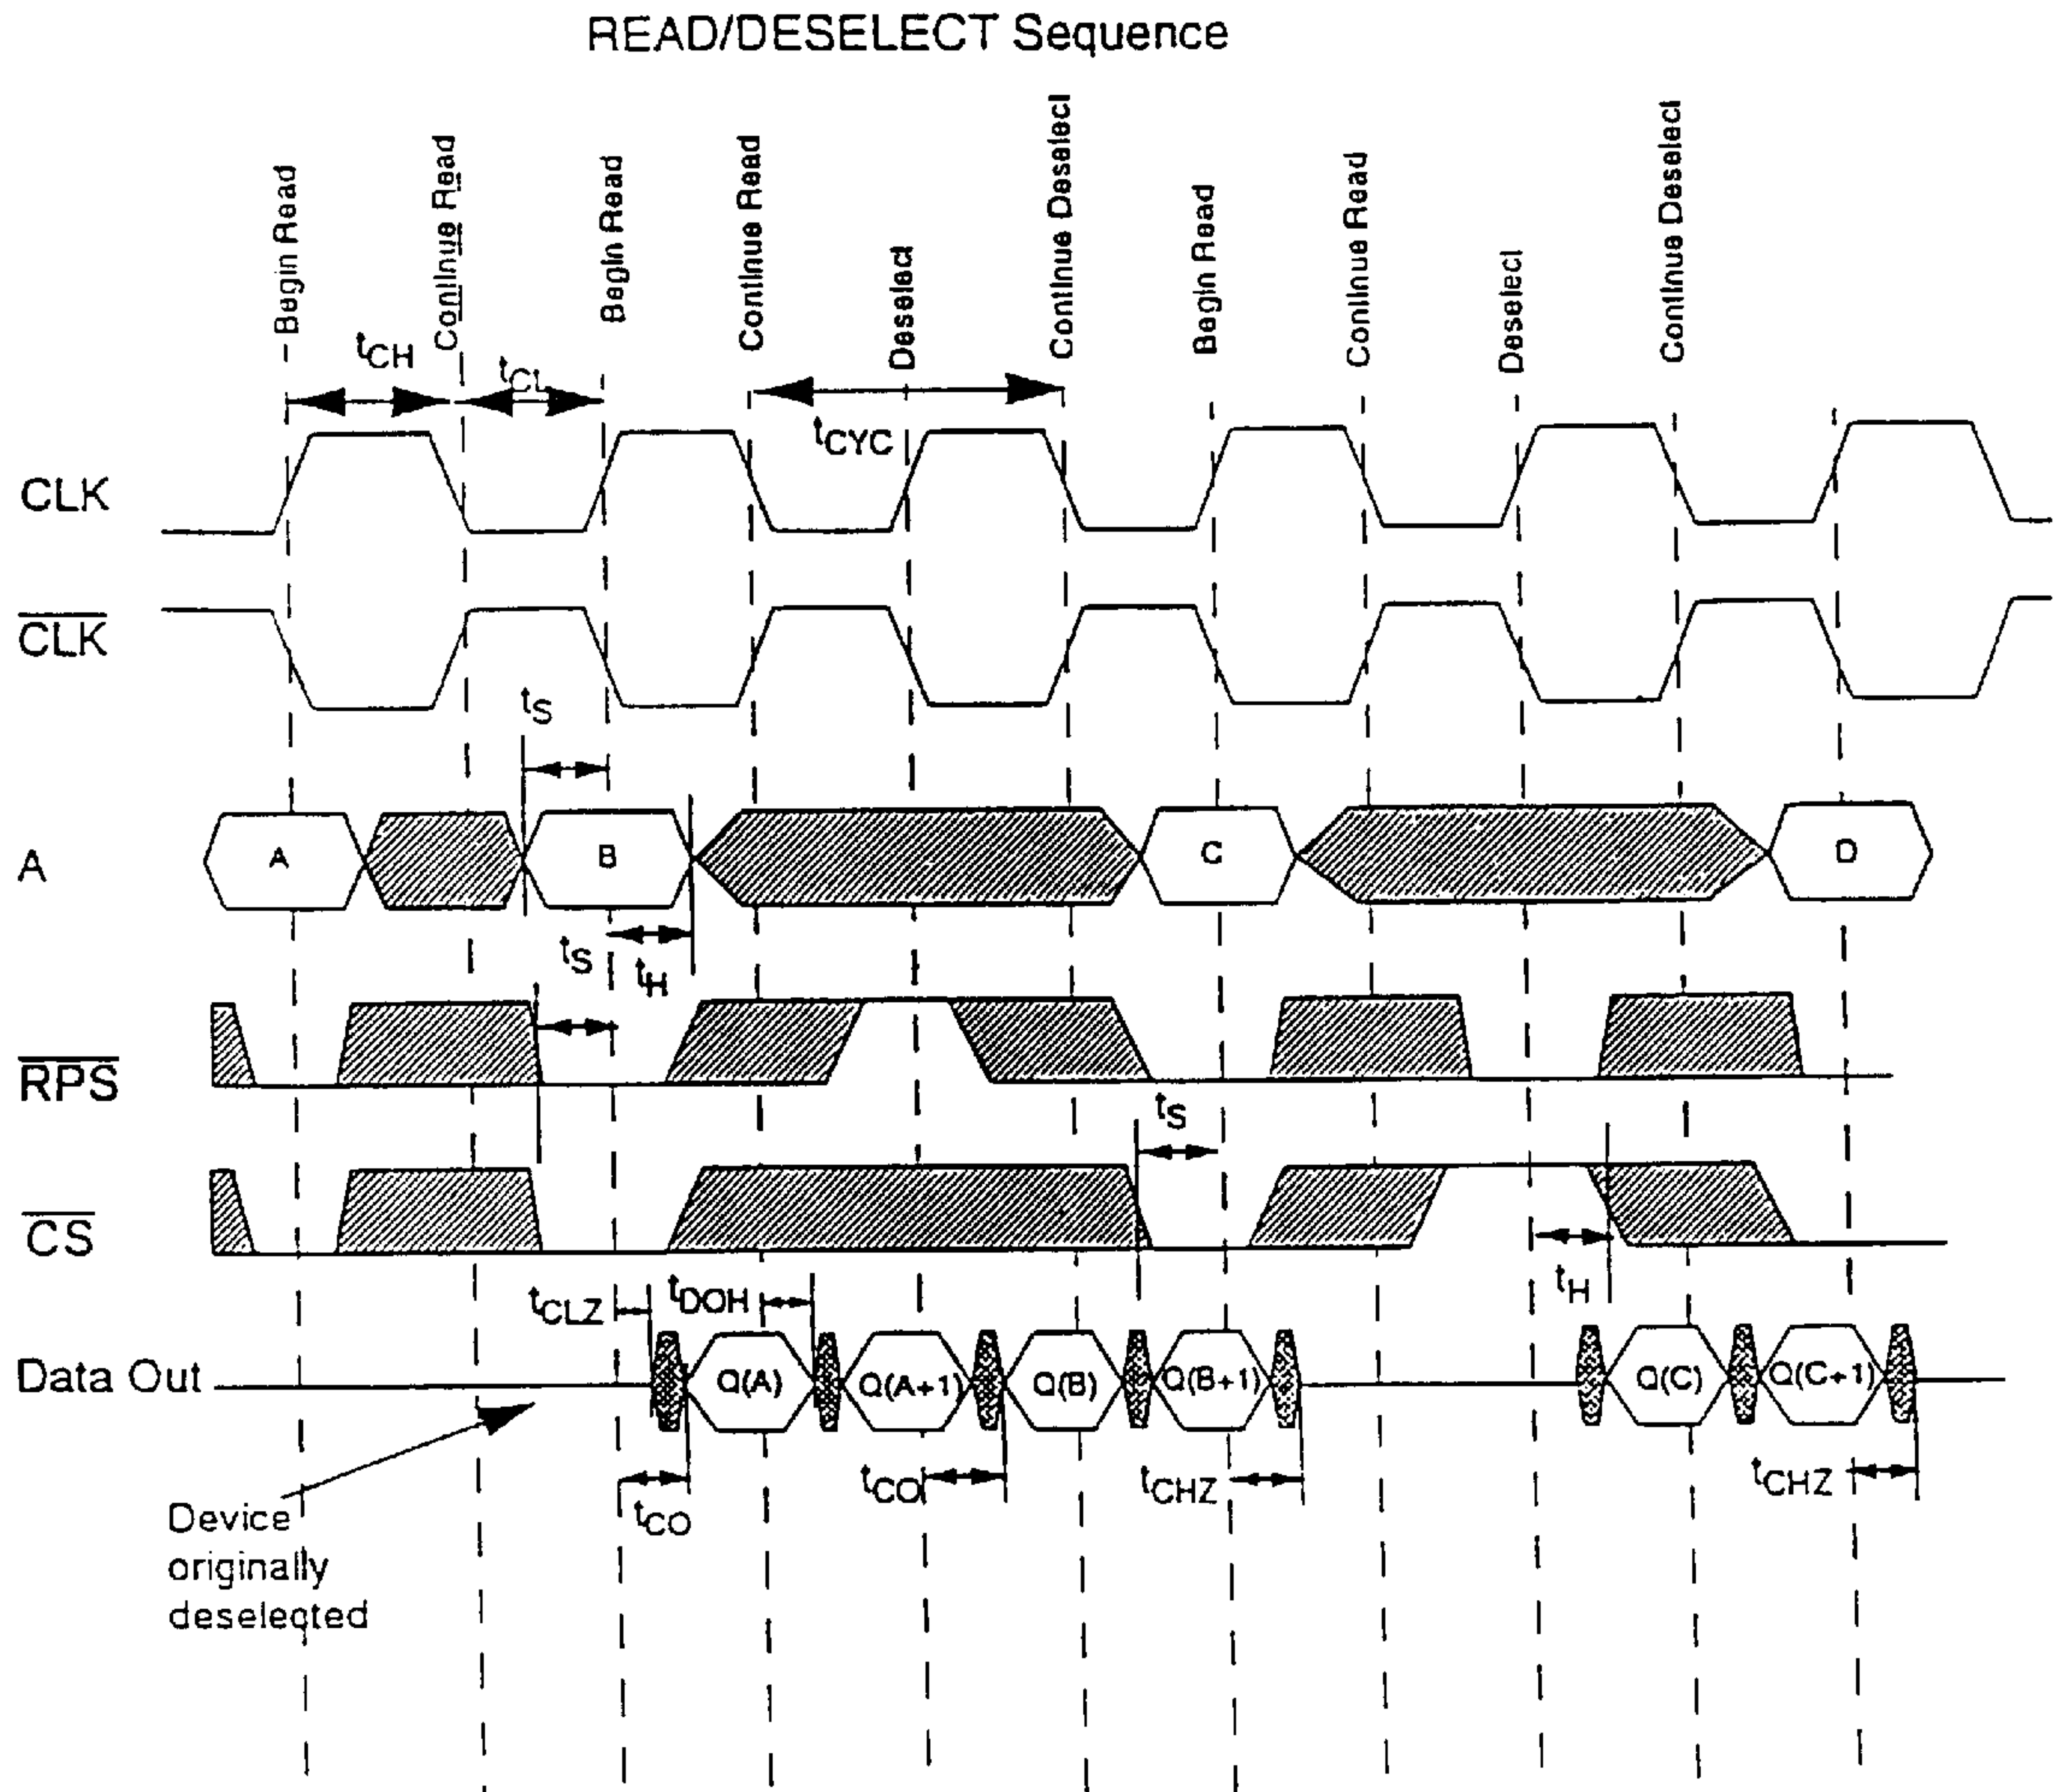 READ/DESELECT Sequence
Begin Read
Continue Read
Begin Read
Continue Read
Deselect
Continue Deselect
Begin Read
Continue Read
Deselect
Continue Deselect
tCH
tCL
tCYC
CLK
CLK
tS
A
A
B
C
D
tS
tH
RPS
tS
CS
tH
tCLZ
tDOH
Data Out
Q(A)
Q(A+1)
Q(B)
Q(B+1)
Q(C)
Q(C+1)
tCO
tCO
tCHZ
tCHZ
Device
originally
deselected